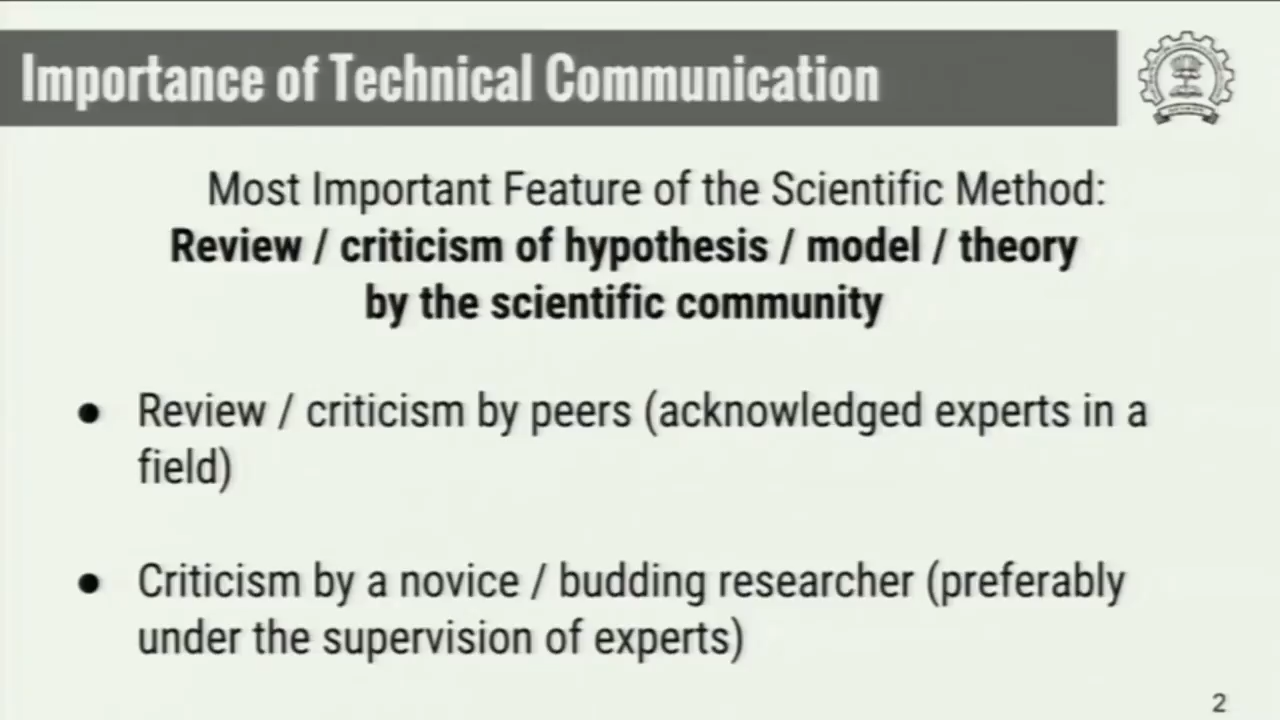 Importance of Technical Communication
Most Important Feature of the Scientific Method:
Review / criticism of hypothesis / model / theory
by the scientific community
● Review / criticism by peers (acknowledged experts in a
field)
● Criticism by a novice / budding researcher (preferably
under the supervision of experts)
2